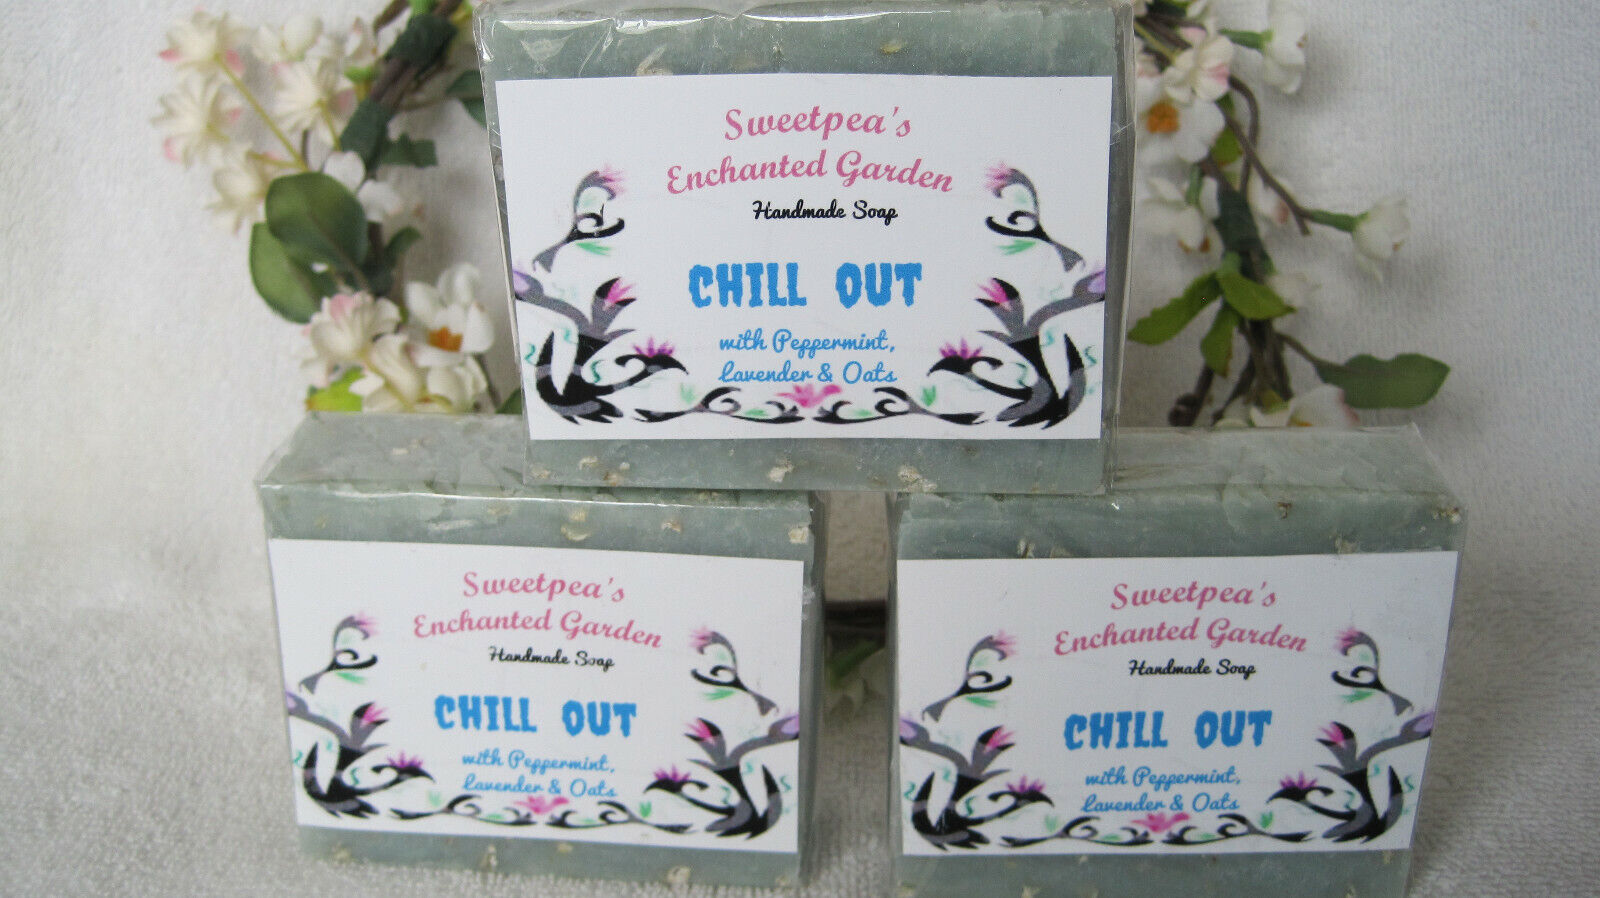 Sweetpea's
Enchanted Garden
Handmade Soap
CHILL OUT
with Peppermint,
Lavender & Oats
Sweetpea's
Enchanted Garden
Handmade Soap
CHILL OUT
with Peppermint,
Lavender & Oats
Sweetpea's
Enchanted Garden
Handmade Soap
CHILL OUT
with Peppermint,
Lavender & Oats